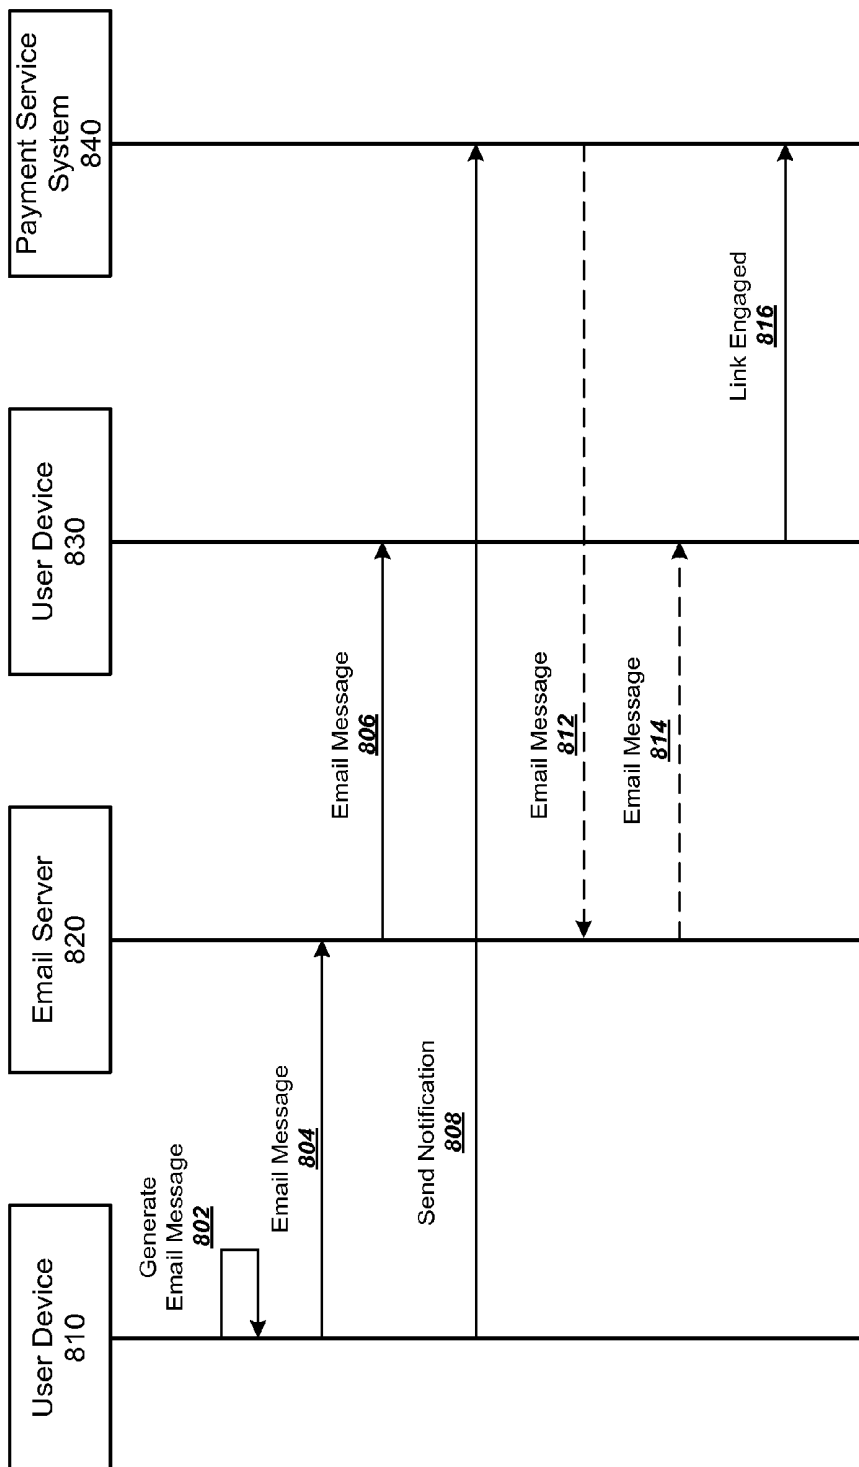 User Device
810
Email Server
820
User Device
830
Payment Service
System
840
Generate
Email Message
802
Email Message
804
Email Message
806
Send Notification
808
Email Message
812
Email Message
814
Link Engaged
816